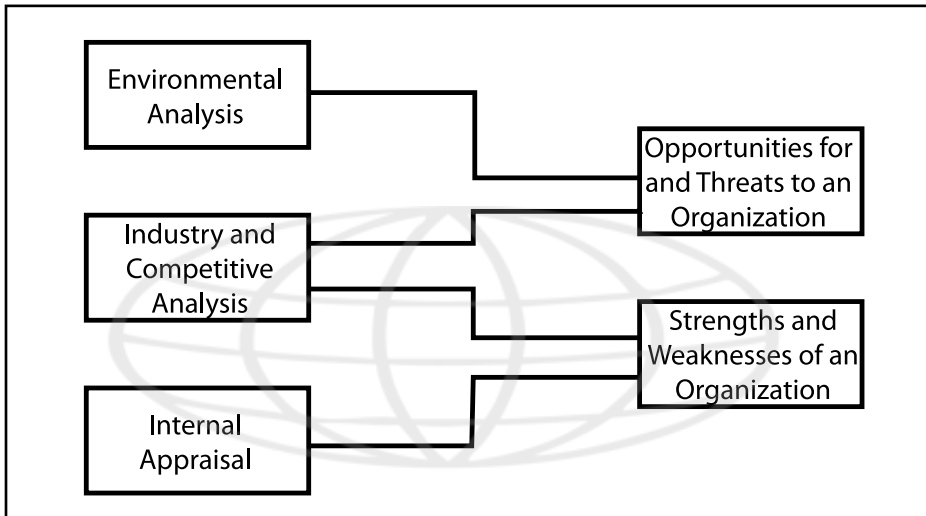 Environmental
Analysis
Opportunities for
and Threats to an
Organization
Industry and
Competitive
Analysis
Strengths and
Weaknesses of an
Organization
Internal
Appraisal